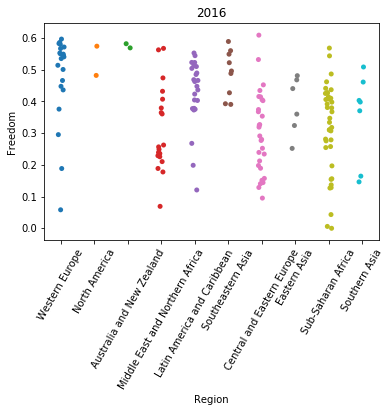 2016
Freedom
0.6
0.5
0.4
0.3
0.2
0.1
0.0
Western Europe
North America
Australia and New Zealand
Middle East and Northern Africa
Latin America and Caribbean
Southeastern Asia
Central and Eastern Europe
Eastern Asia
Sub-Saharan Africa
Southern Asia
Region